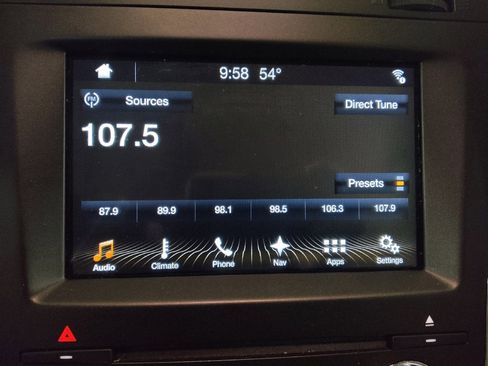 9:58 54°
FM Sources Direct Tune
107.5
Presets
87.9 89.9 98.1 98.5 106.3 107.9
Audio Climate Phone Nav Apps Settings